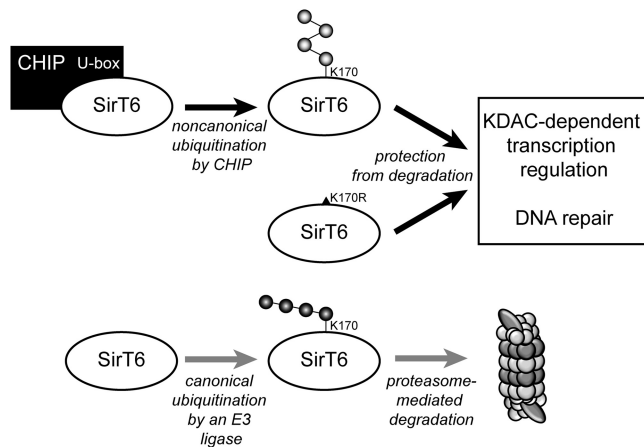 CHIP U-box
SirT6
noncanonical
ubiquitination
by CHIP
K170
SirT6
protection
from degradation
K170R
SirT6
KDAC-dependent
transcription
regulation
DNA repair
SirT6
canonical
ubiquitination
by an E3
ligase
K170
SirT6
proteasome-
mediated
degradation